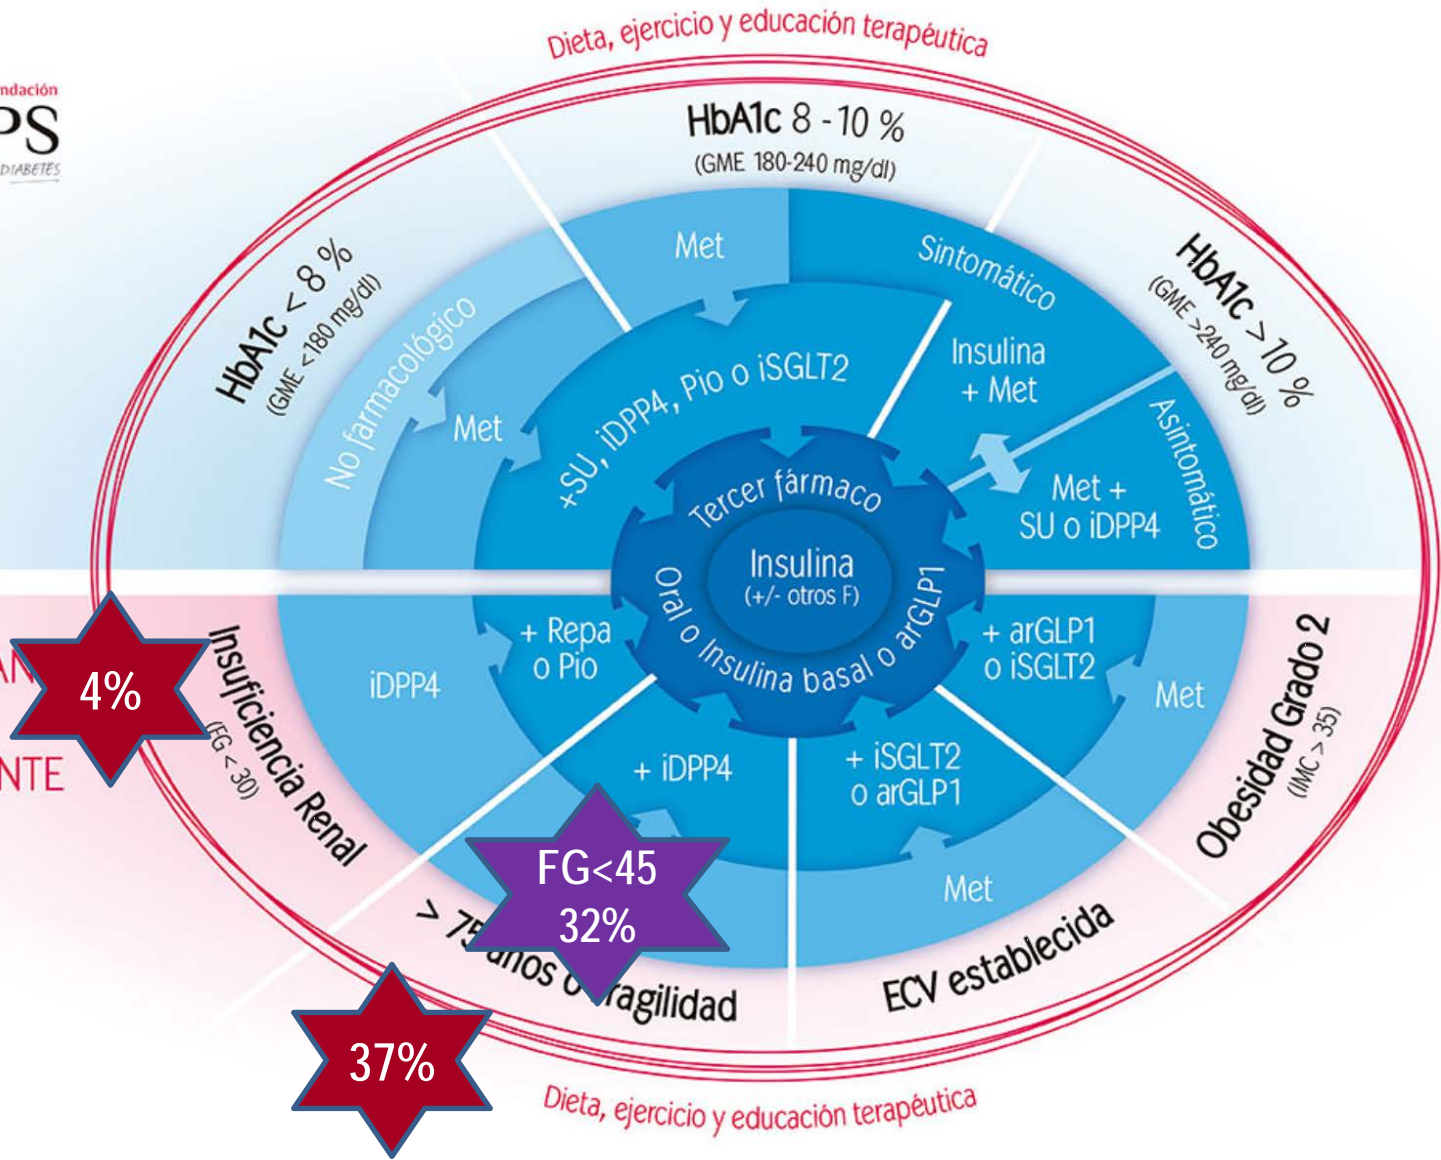 Dieta, ejercicio y educación terapéutica
ndación
PS
DIABETES
HbA1c 8 - 10 %
(GME 180-240 mg/dl)
HbA1c < 8 %
(GME <180 mg/dl)
HbA1c > 10 %
(GME >240 mg/dl)
No farmacológico
Met
Met
Sintomático
Insulina
+ Met
Asintomático
Met +
SU o iDPP4
+SU, iDPP4, Pio o iSGLT2
Tercer fármaco
Insulina
(+/- otros F)
Oral o Insulina basal o arGLP1
AN
NTE
4%
Insuficiencia Renal
(FG < 30)
iDPP4
+ Repa
o Pio
+ iDPP4
FG<45
32%
> 75 años o fragilidad
37%
+ iSGLT2
o arGLP1
Met
ECV establecida
+ arGLP1
o iSGLT2
Met
Obesidad Grado 2
(IMC > 35)
Dieta, ejercicio y educación terapéutica